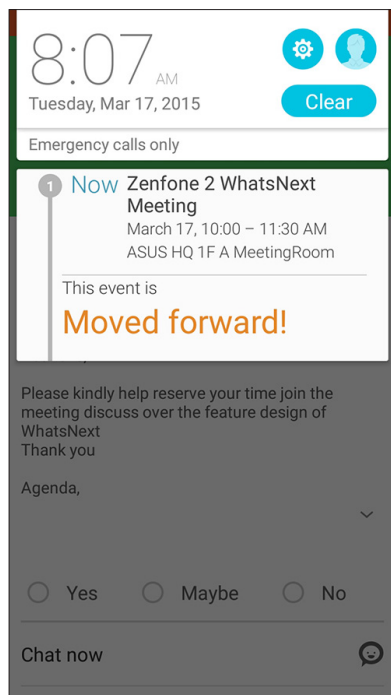 8:07 AM
Tuesday, Mar 17, 2015
Clear
Emergency calls only
1 Now Zenfone 2 WhatsNext
Meeting
March 17, 10:00 – 11:30 AM
ASUS HQ 1F A MeetingRoom
This event is
Moved forward!
Please kindly help reserve your time join the
meeting discuss over the feature design of
WhatsNext
Thank you
Agenda,
Yes Maybe No
Chat now